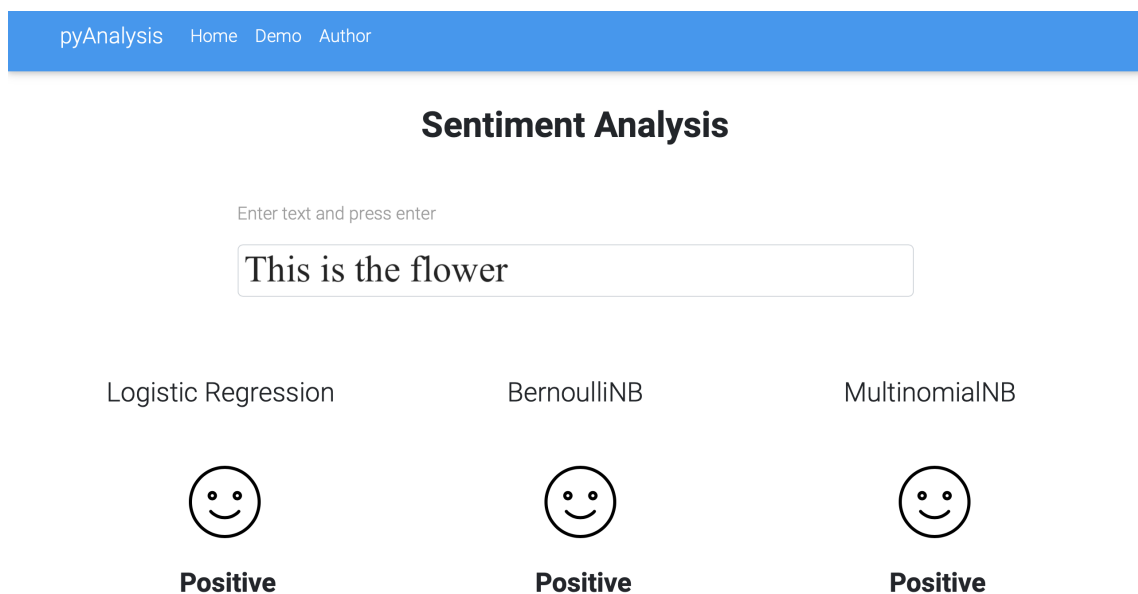 pyAnalysis Home Demo Author
Sentiment Analysis
Enter text and press enter
This is the flower
Logistic Regression BernoulliNB MultinomialNB
Positive Positive Positive